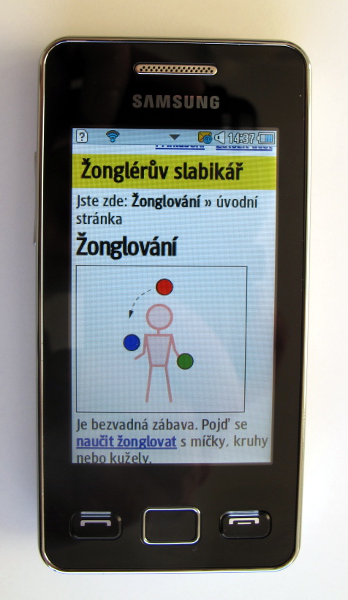 SAMSUNG
14:37
Žonglérův slabikář
Jste zde: Žonglování » úvodní
stránka
Žonglování
Je bezvadná zábava. Pojď se
naučit žonglovat s míčky, kruhy
nebo kužely.